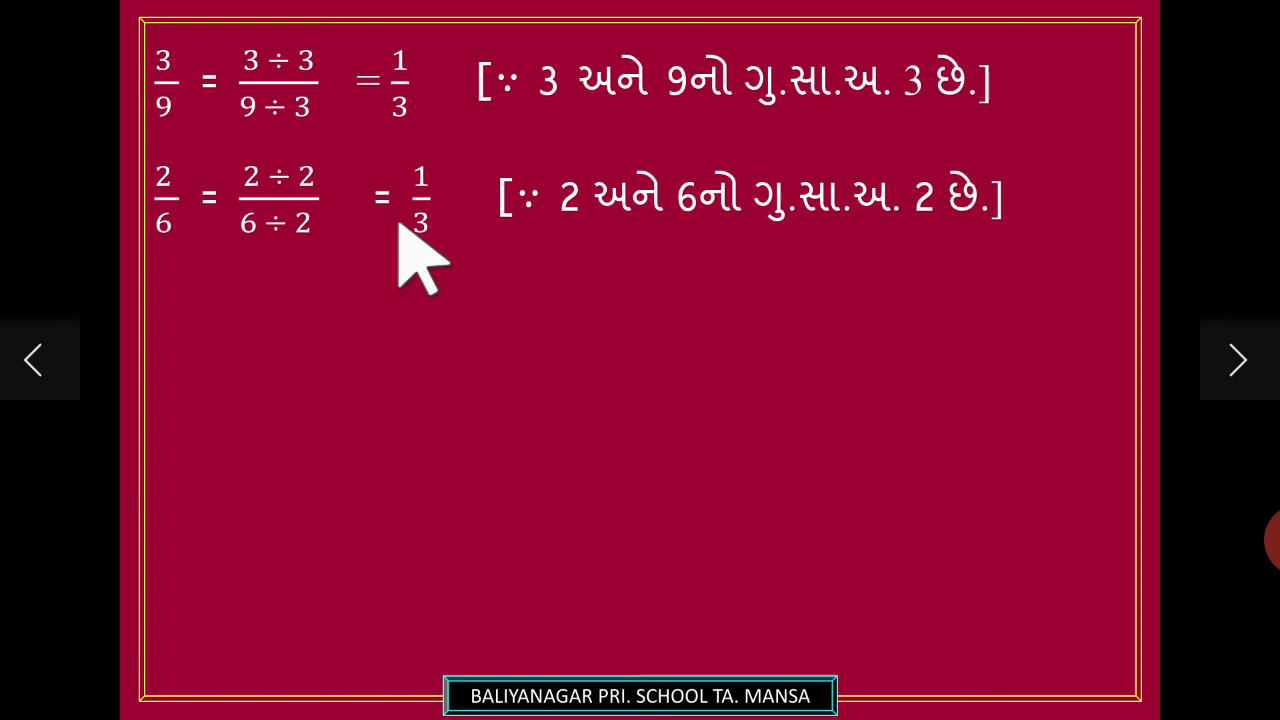 3/9 = (3 ÷ 3)/(9 ÷ 3) = 1/3 [∵ 3 અને 9નો ગુ.સા.અ. 3 છે.]
2/6 = (2 ÷ 2)/(6 ÷ 2) = 1/3 [∵ 2 અને 6નો ગુ.સા.અ. 2 છે.]
BALIYANAGAR PRI. SCHOOL TA. MANSA